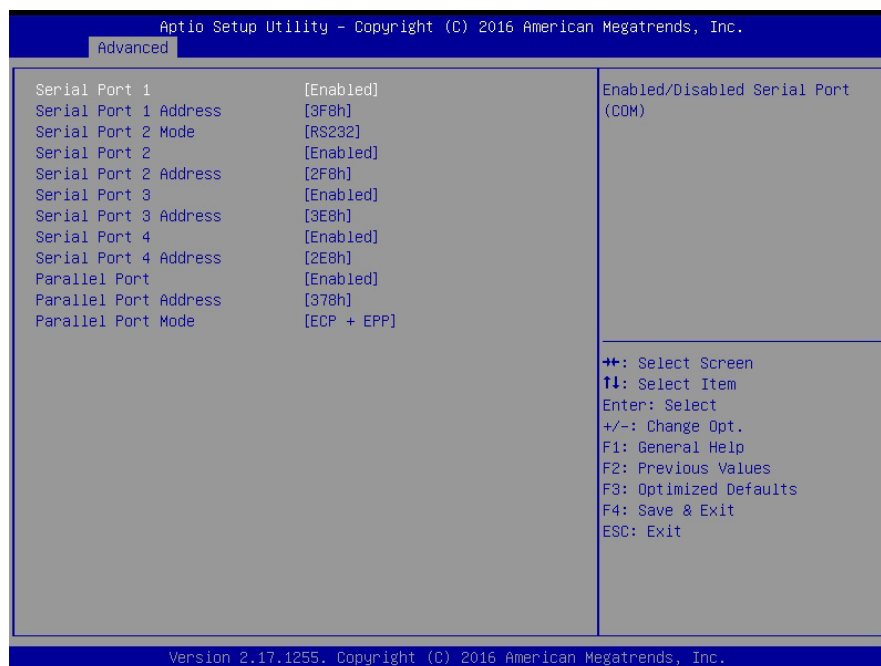 Aptio Setup Utility – Copyright (C) 2016 American Megatrends, Inc.
Advanced
Serial Port 1 [Enabled]
Serial Port 1 Address [3F8h]
Serial Port 2 Mode [RS232]
Serial Port 2 [Enabled]
Serial Port 2 Address [2F8h]
Serial Port 3 [Enabled]
Serial Port 3 Address [3E8h]
Serial Port 4 [Enabled]
Serial Port 4 Address [2E8h]
Parallel Port [Enabled]
Parallel Port Address [378h]
Parallel Port Mode [ECP + EPP]
Enabled/Disabled Serial Port
(COM)
→←: Select Screen
↑↓: Select Item
Enter: Select
+/-: Change Opt.
F1: General Help
F2: Previous Values
F3: Optimized Defaults
F4: Save & Exit
ESC: Exit
Version 2.17.1255. Copyright (C) 2016 American Megatrends, Inc.